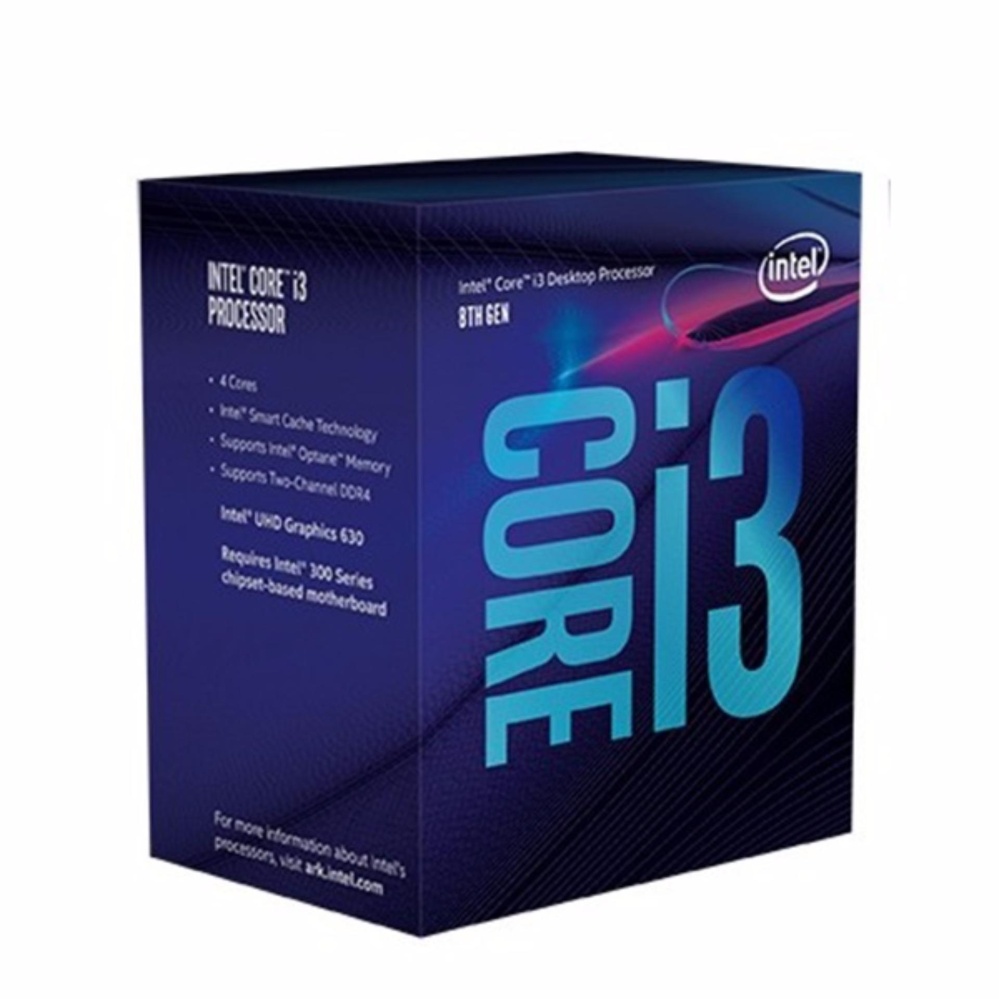 INTEL® CORE™ i3
PROCESSOR
• 4 Cores
• Intel® Smart Cache Technology
• Supports Intel® Optane™ Memory
• Supports Two-Channel DDR4
Intel® UHD Graphics 630
Requires Intel® 300 Series
chipset-based motherboard
For more information about Intel's
processors, visit ark.intel.com
Intel® Core™ i3 Desktop Processor
8TH GEN
intel
CORE
i3